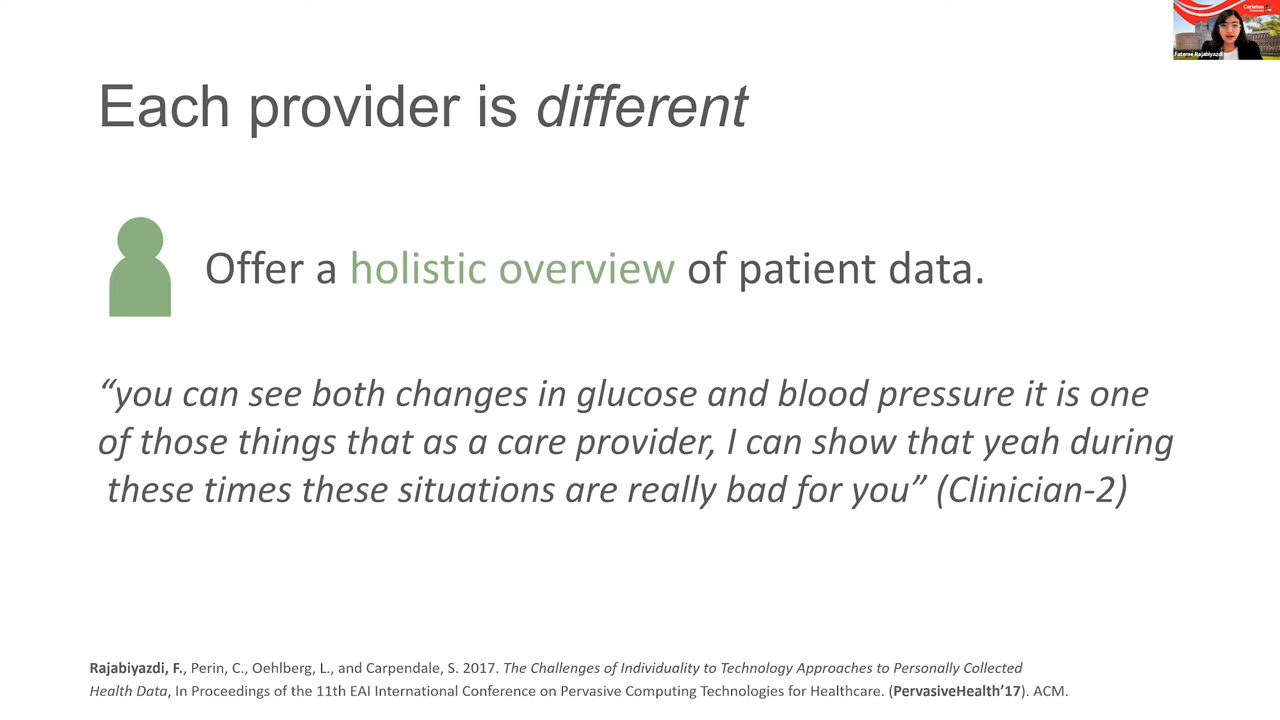 Each provider is different
Offer a holistic overview of patient data.
“you can see both changes in glucose and blood pressure it is one
of those things that as a care provider, I can show that yeah during
these times these situations are really bad for you” (Clinician-2)
Rajabiyazdi, F., Perin, C., Oehlberg, L., and Carpendale, S. 2017. The Challenges of Individuality to Technology Approaches to Personally Collected
Health Data, In Proceedings of the 11th EAI International Conference on Pervasive Computing Technologies for Healthcare. (PervasiveHealth’17). ACM.
Carleton
Fateme Rajabiyazdi